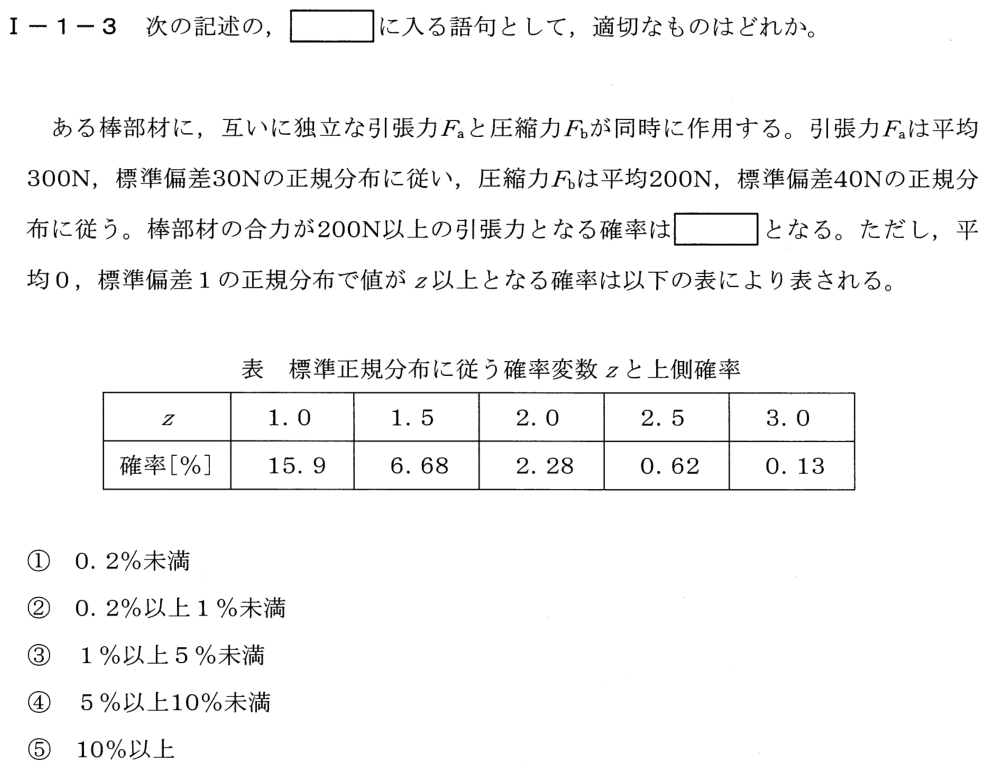 Ⅰ－1－3　次の記述の，　　　に入る語句として，適切なものはどれか。
ある棒部材に，互いに独立な引張力Faと圧縮力Fbが同時に作用する。引張力Faは平均
300N，標準偏差30Nの正規分布に従い，圧縮力Fbは平均200N，標準偏差40Nの正規分
布に従う。棒部材の合力が200N以上の引張力となる確率は　　　となる。ただし，平
均0，標準偏差1の正規分布で値がz以上となる確率は以下の表により表される。
表　標準正規分布に従う確率変数zと上側確率
z　1.0　1.5　2.0　2.5　3.0
確率[%]　15.9　6.68　2.28　0.62　0.13
①　0.2%未満
②　0.2%以上1%未満
③　1%以上5%未満
④　5%以上10%未満
⑤　10%以上